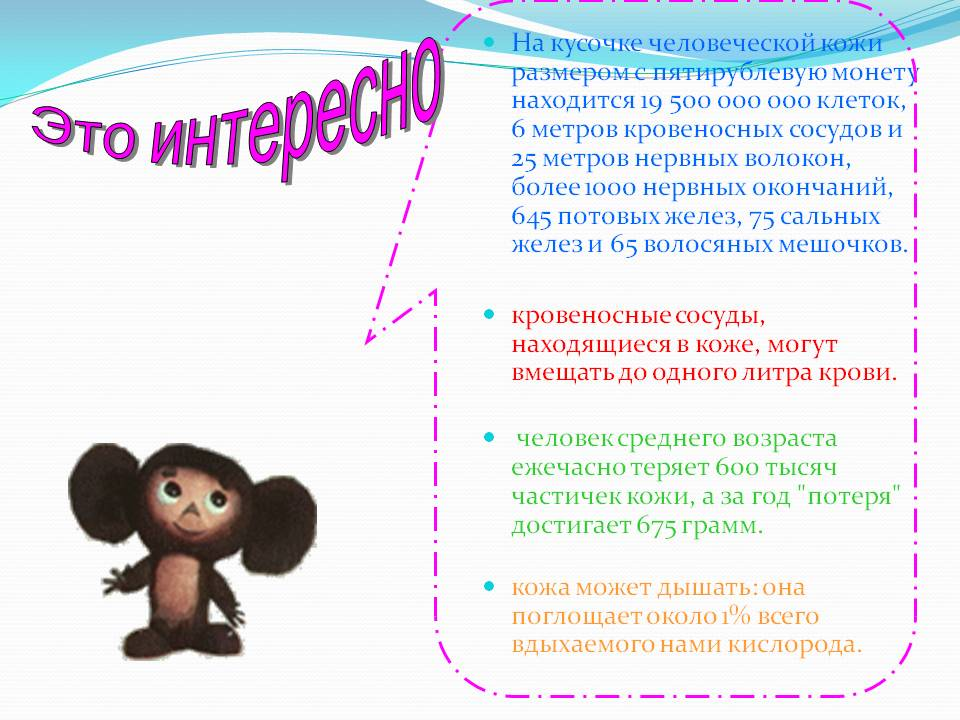 Это интересно
На кусочке человеческой кожи
размером с пятирублевую монету
находится 19 500 000 000 клеток,
6 метров кровеносных сосудов и
25 метров нервных волокон,
более 1000 нервных окончаний,
645 потовых желез, 75 сальных
желез и 65 волосяных мешочков.
кровеносные сосуды,
находящиеся в коже, могут
вмещать до одного литра крови.
человек среднего возраста
ежечасно теряет 600 тысяч
частичек кожи, а за год "потеря"
достигает 675 грамм.
кожа может дышать: она
поглощает около 1% всего
вдыхаемого нами кислорода.